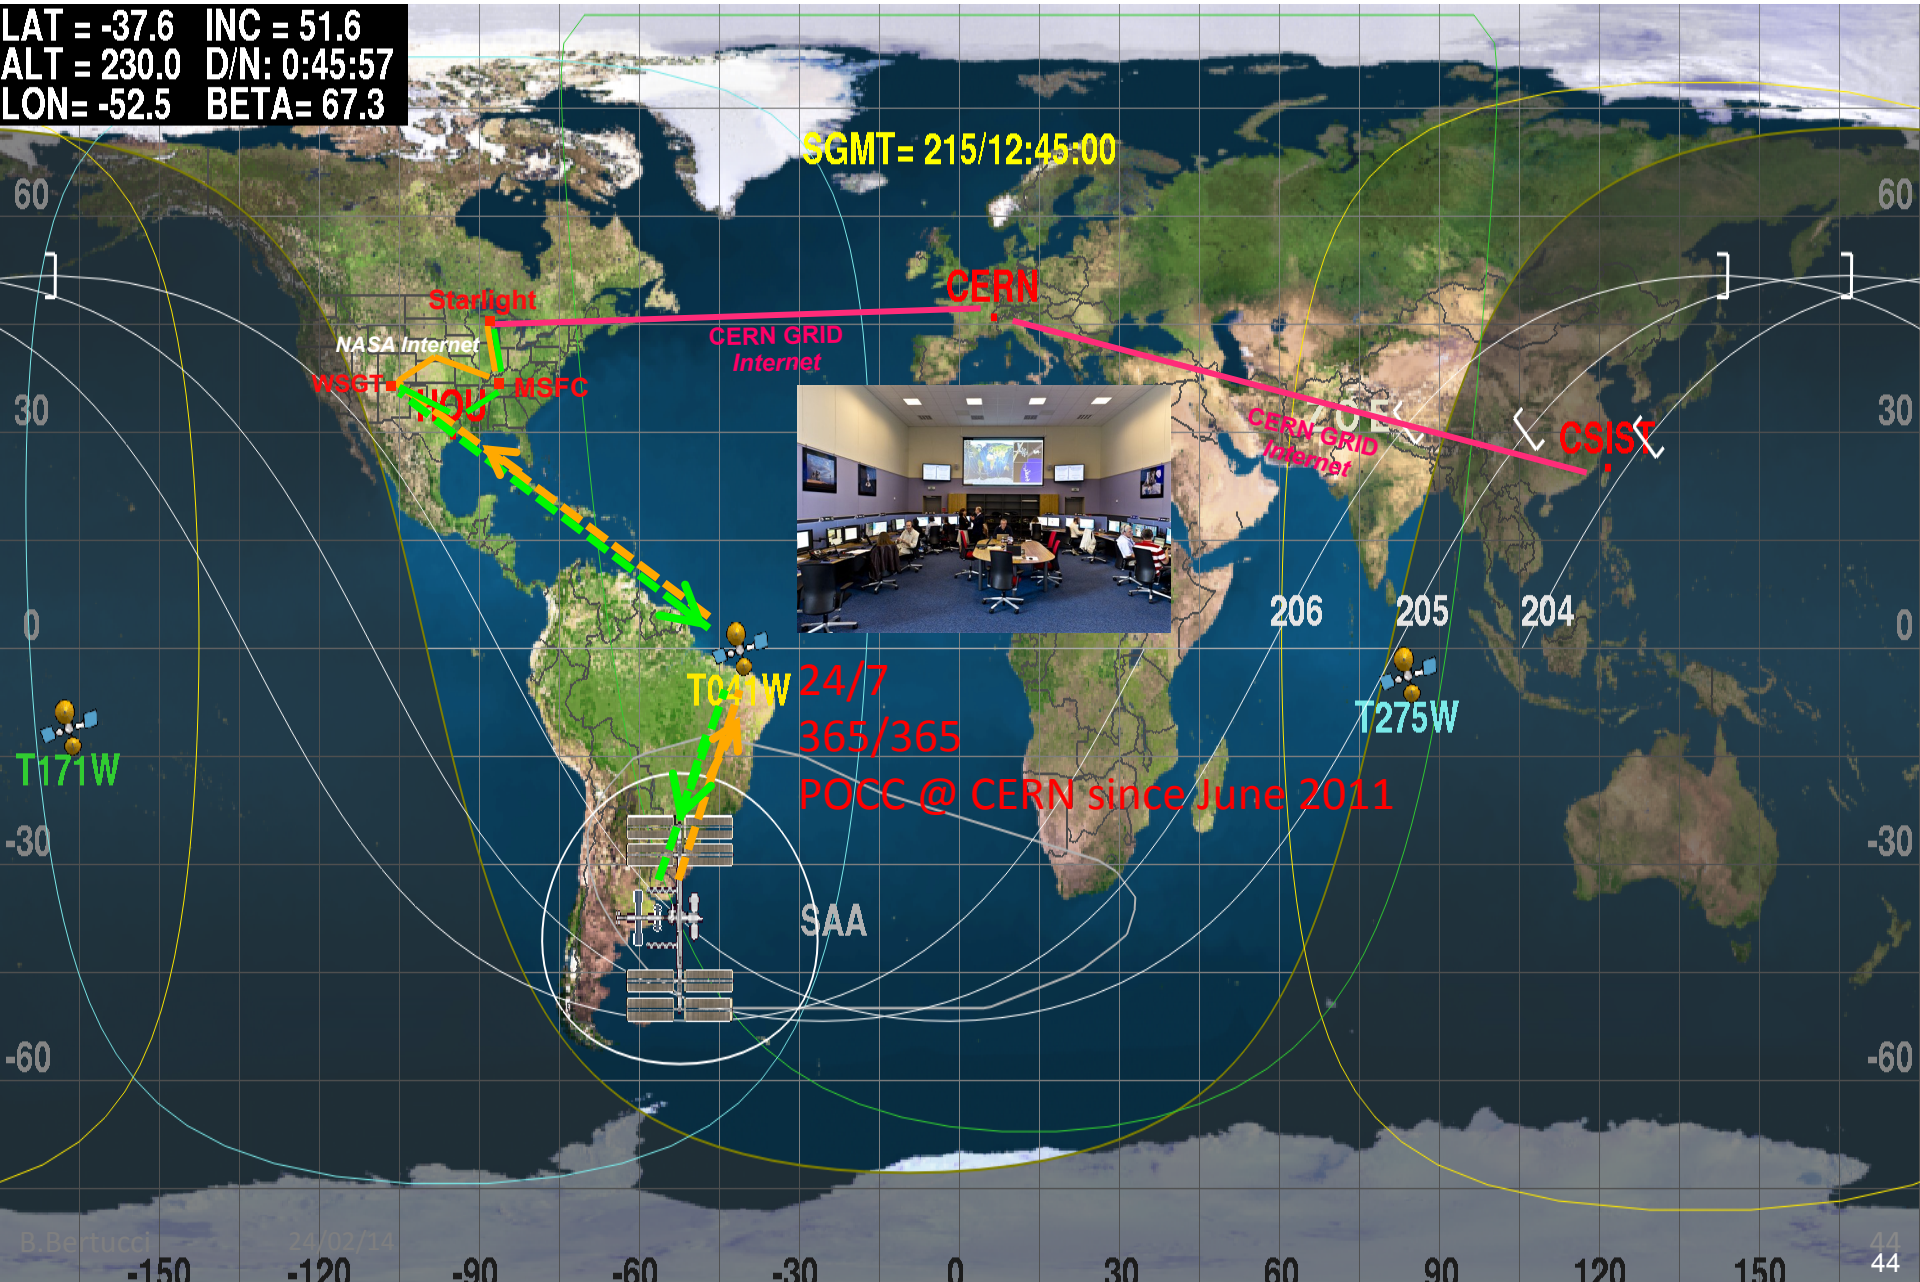 LAT = -37.6 INC = 51.6
ALT = 230.0 D/N: 0:45:57
LON= -52.5 BETA= 67.3
SGMT= 215/12:45:00
60 60
CERN
Starlight
CERN GRID
Internet
NASA Internet
WSGT MSFC
HOU
30 30
ZOE
CERN GRID
Internet
CSIST
206 205 204
0 0
T041W
24/7
T275W
365/365
T171W
POCC @ CERN since June 2011
-30 -30
SAA
-60 -60
B.Bertucci 24/02/14 44
44
-150 -120 -90 -60 -30 0 30 60 90 120 150